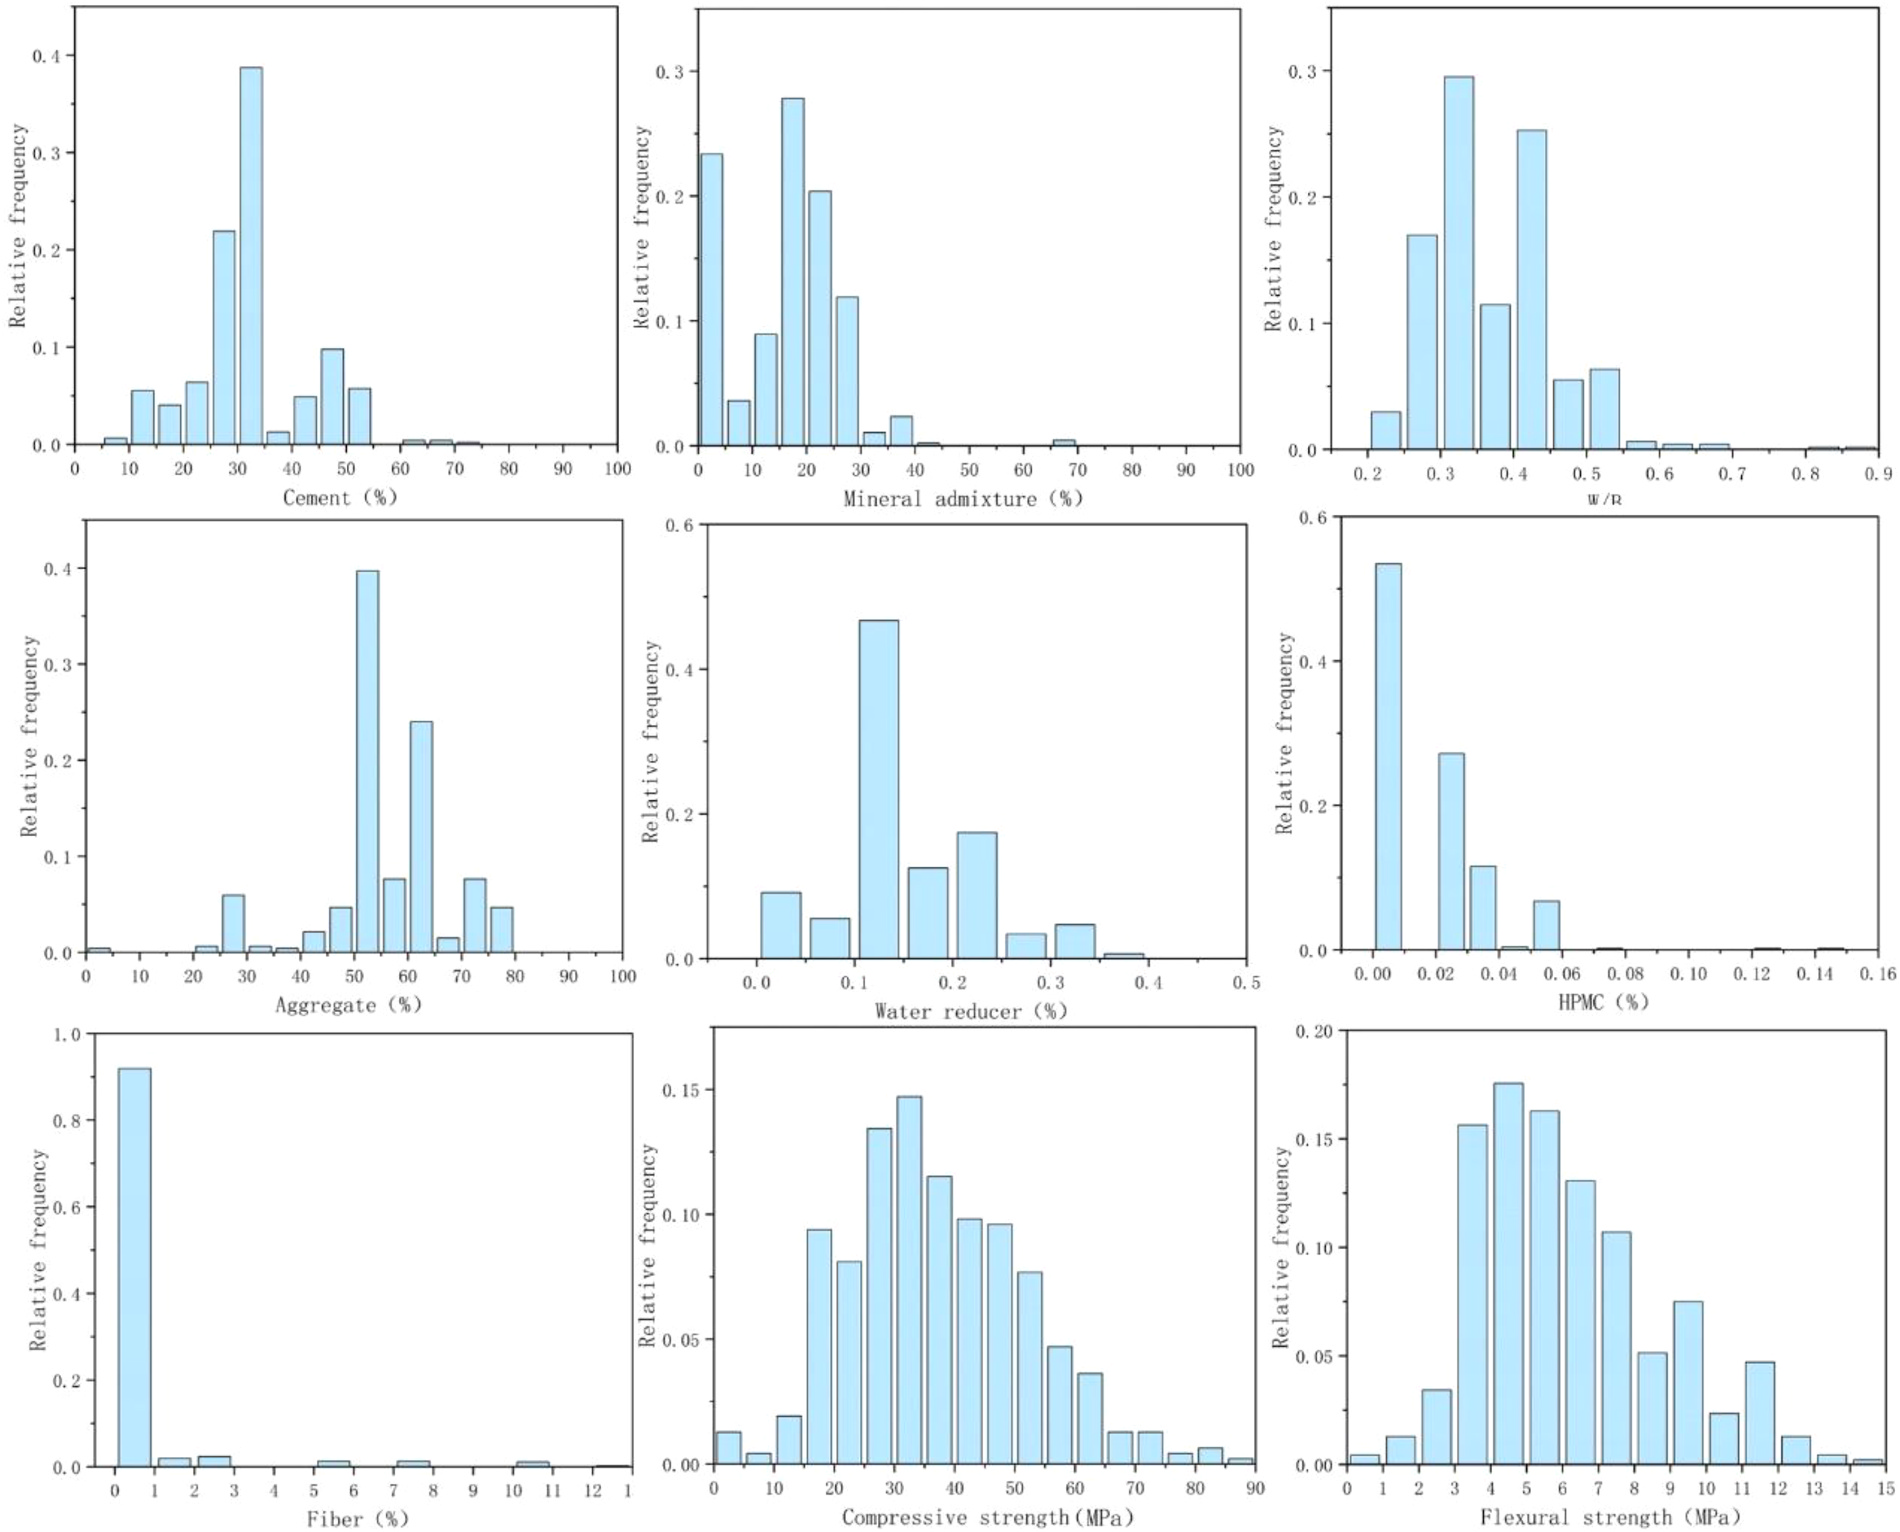 Relative frequency
0.4
0.3
0.2
0.1
0.0
0 10 20 30 40 50 60 70 80 90 100
Cement (%)
Relative frequency
0.3
0.2
0.1
0.0
0 10 20 30 40 50 60 70 80 90 100
Mineral admixture (%)
Relative frequency
0.3
0.2
0.1
0.0
0.2 0.3 0.4 0.5 0.6 0.7 0.8 0.9
Relative frequency
0.4
0.3
0.2
0.1
0.0
0 10 20 30 40 50 60 70 80 90 100
Aggregate (%)
Relative frequency
0.6
0.4
0.2
0.0
0.0 0.1 0.2 0.3 0.4 0.5
Water reducer (%)
Relative frequency
0.6
0.4
0.2
0.0
0.00 0.02 0.04 0.06 0.08 0.10 0.12 0.14 0.16
HPMC (%)
Relative frequency
1.0
0.8
0.6
0.4
0.2
0.0
0 1 2 3 4 5 6 7 8 9 10 11 12 1
Fiber (%)
Relative frequency
0.15
0.10
0.05
0.00
0 10 20 30 40 50 60 70 80 90
Compressive strength(MPa)
Relative frequency
0.20
0.15
0.10
0.05
0.00
0 1 2 3 4 5 6 7 8 9 10 11 12 13 14 15
Flexural strength (MPa)